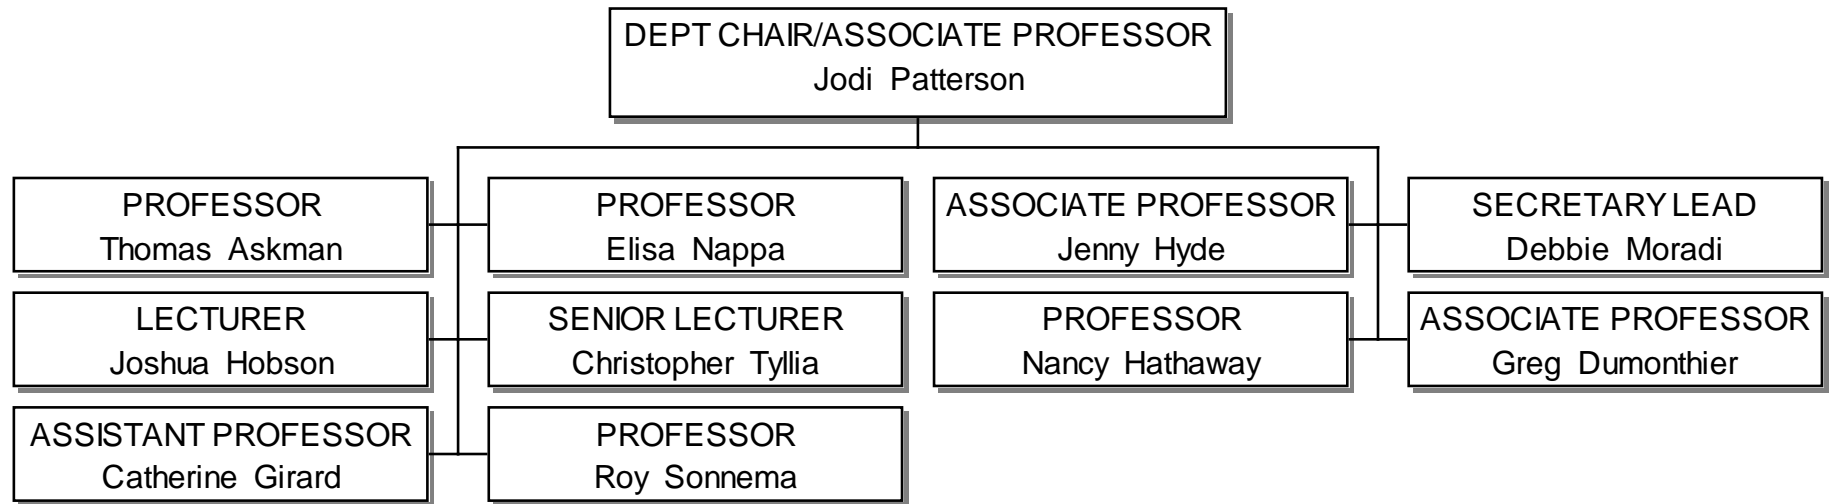 DEPT CHAIR/ASSOCIATE PROFESSOR
Jodi Patterson
PROFESSOR
Thomas Askman
PROFESSOR
Elisa Nappa
ASSOCIATE PROFESSOR
Jenny Hyde
SECRETARY LEAD
Debbie Moradi
LECTURER
Joshua Hobson
SENIOR LECTURER
Christopher Tyllia
PROFESSOR
Nancy Hathaway
ASSOCIATE PROFESSOR
Greg Dumonthier
ASSISTANT PROFESSOR
Catherine Girard
PROFESSOR
Roy Sonnema